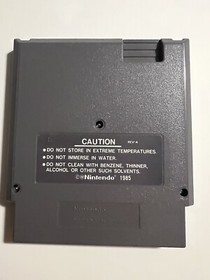 CAUTION
REV-A
•DO NOT STORE IN EXTREME TEMPERATURES.
•DO NOT IMMERSE IN WATER.
•DO NOT CLEAN WITH BENZENE, THINNER,
ALCOHOL OR OTHER SUCH SOLVENTS.
©®Nintendo 1985